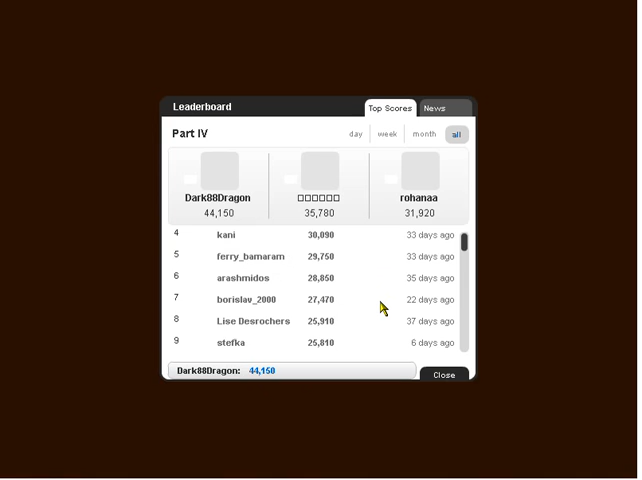 Leaderboard Top Scores News
Part IV day week month all
Dark88Dragon rohanaa
44,150 35,780 31,920
4 kani 30,090 33 days ago
5 ferry_bamaram 29,750 33 days ago
6 arashmidos 28,850 35 days ago
7 borislav_2000 27,470 22 days ago
8 Lise Desrochers 25,910 37 days ago
9 stefka 25,810 6 days ago
Dark88Dragon: 44,150 Close